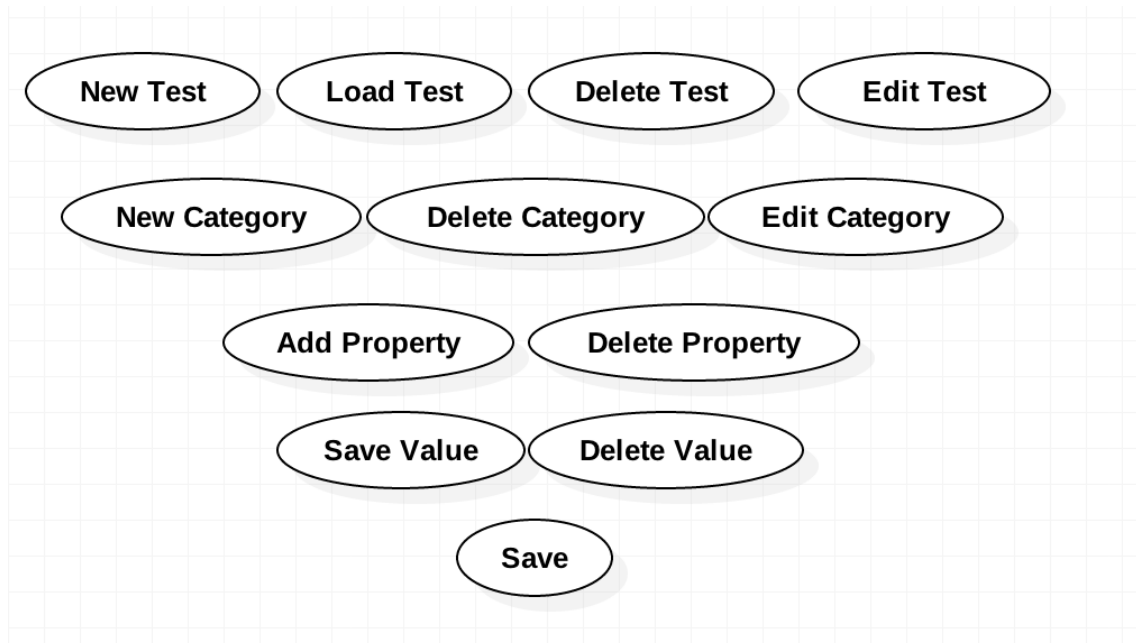 New Test Load Test Delete Test Edit Test
New Category Delete Category Edit Category
Add Property Delete Property
Save Value Delete Value
Save